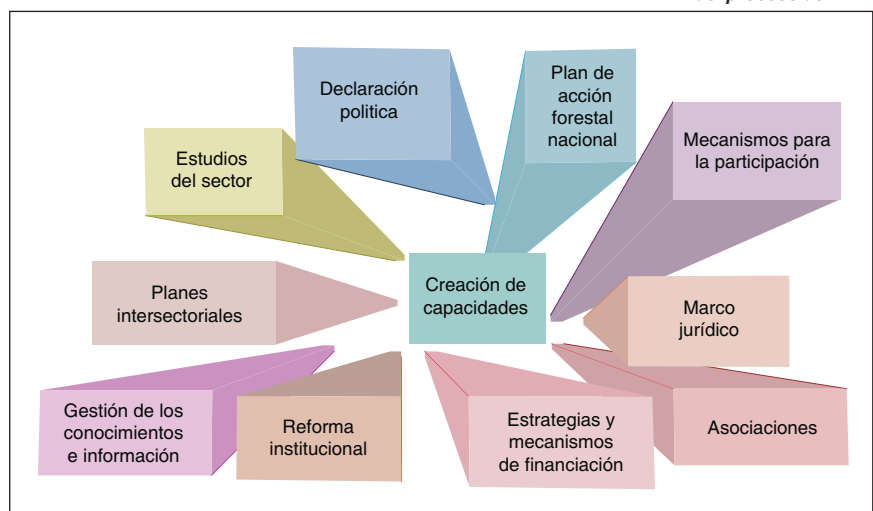 Declaración
politica
Plan de
acción
forestal
nacional
Mecanismos para
la participación
Estudios
del sector
Creación de
capacidades
Planes
intersectoriales
Marco
jurídico
Gestión de los
conocimientos
e información
Reforma
institucional
Estrategias y
mecanismos
de financiación
Asociaciones